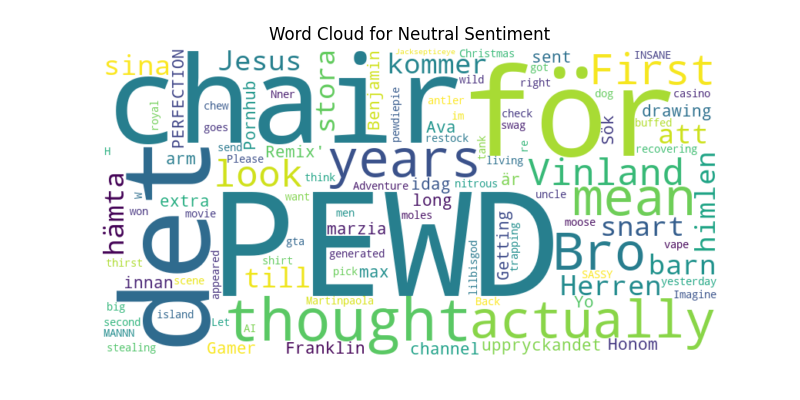 Word Cloud for Neutral Sentiment
sina
Jesus
kommer
First
chair
för
det
PEWD
PERFECTION
Pornhub
stora
Benjamin
Jacksepticeye
Christmas
sent
INSANE
wild
got
right
dog
casino
royal
chew
Nner
pewdiepie
antler
check
swag
sök
drawing
buffed
att
goes
send
Please
Remix'
Ava
im
restock
tank
re
living
recovering
H
arm
years
look
think
Adventure
idag
nitrous
är
Vinland
himlen
hämta
W
extra
want
long
uncle
mean
won
movie
men
moles
marzia
Getting
trapping
moose
snart
innan
thirst
scene
appeared
till
gta
generated
shirt
pick
max
lilbisgod
Bro
vape
barn
SASSY
yesterday
Herren
Imagine
big
second
island
Let
AI
Martinpaola
Back
Yo
MANNN
thought
actually
stealing
Gamer
Franklin
channel
uppryckandet
Honom